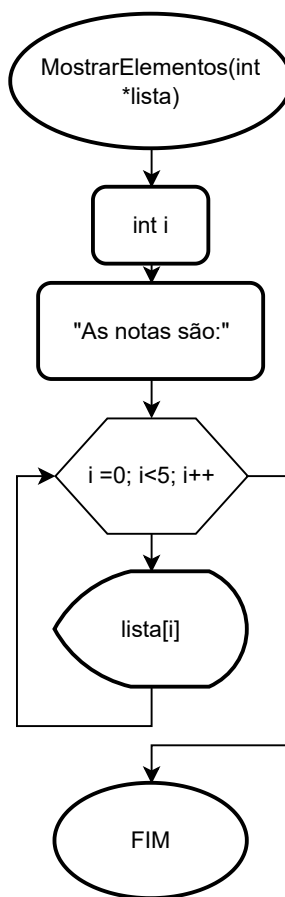 MostrarElementos(int
*lista)
int i
"As notas são:"
i =0; i<5; i++
lista[i]
FIM